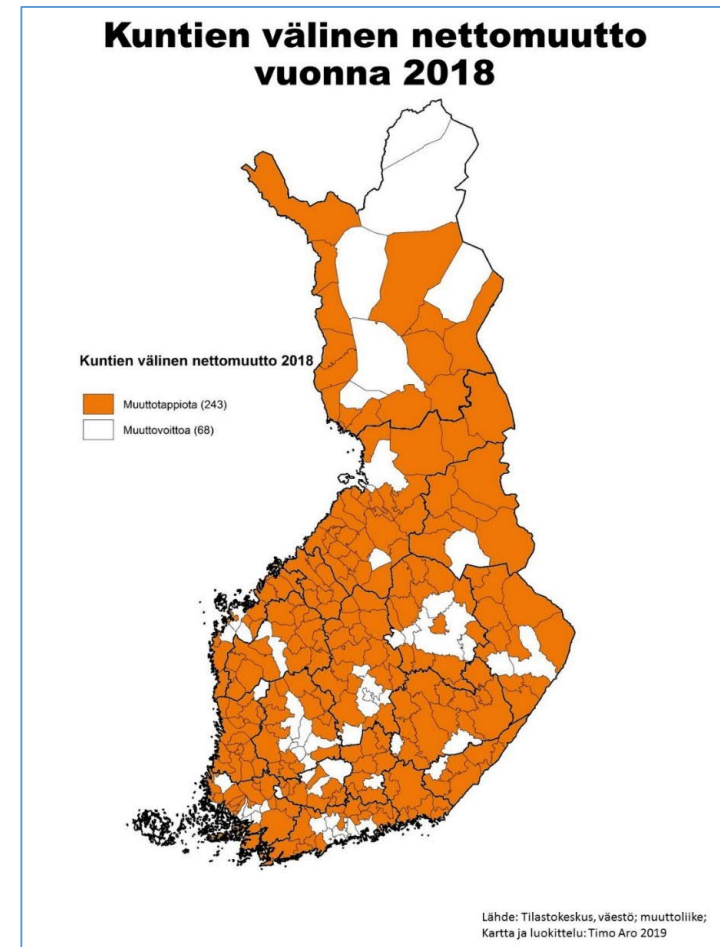 Kuntien välinen nettomuutto
vuonna 2018
Kuntien välinen nettomuutto 2018
Muuttotappiota (243)
Muuttovoittoa (68)
Lähde: Tilastokeskus, väestö; muuttoliike;
Kartta ja luokittelu: Timo Aro 2019